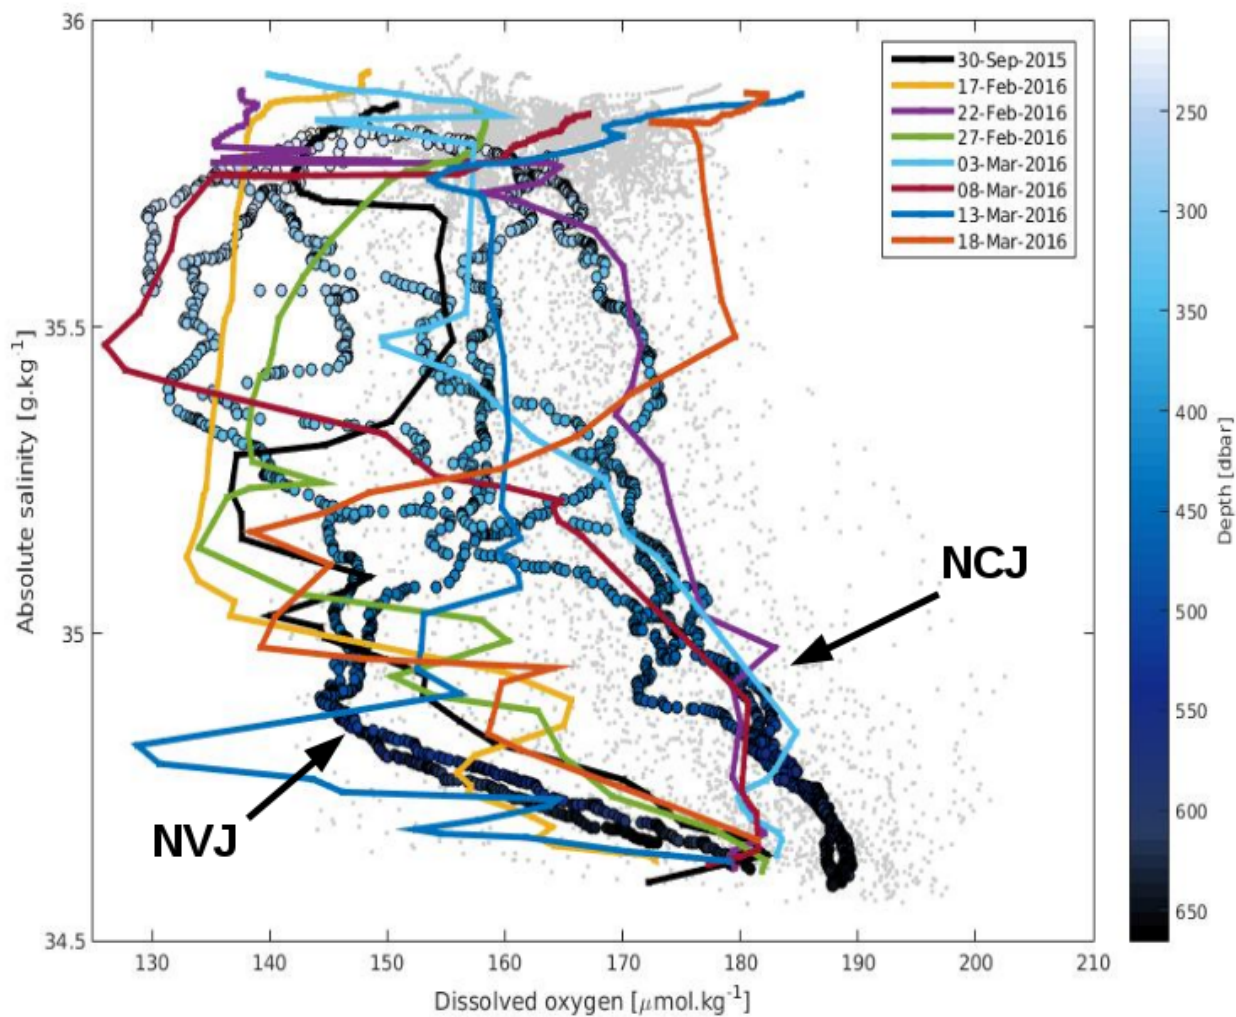 36
35.5
35
34.5
Absolute salinity [g.kg-1]
130 140 150 160 170 180 190 200 210
Dissolved oxygen [μmol.kg-1]
30-Sep-2015
17-Feb-2016
22-Feb-2016
27-Feb-2016
03-Mar-2016
08-Mar-2016
13-Mar-2016
18-Mar-2016
NCJ
NVJ
250
300
350
400
450
500
550
600
650
Depth [dbar]